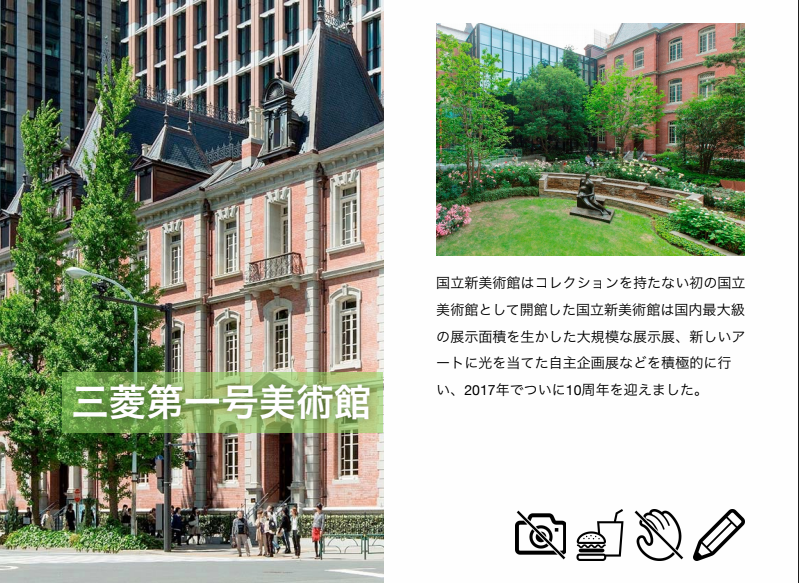 三菱第一号美術館
国立新美術館はコレクションを持たない初の国立
美術館として開館した国立新美術館は国内最大級
の展示面積を生かした大規模な展示展、新しいア
ートに光を当てた自主企画展などを積極的に行
い、2017年でついに10周年を迎えました。